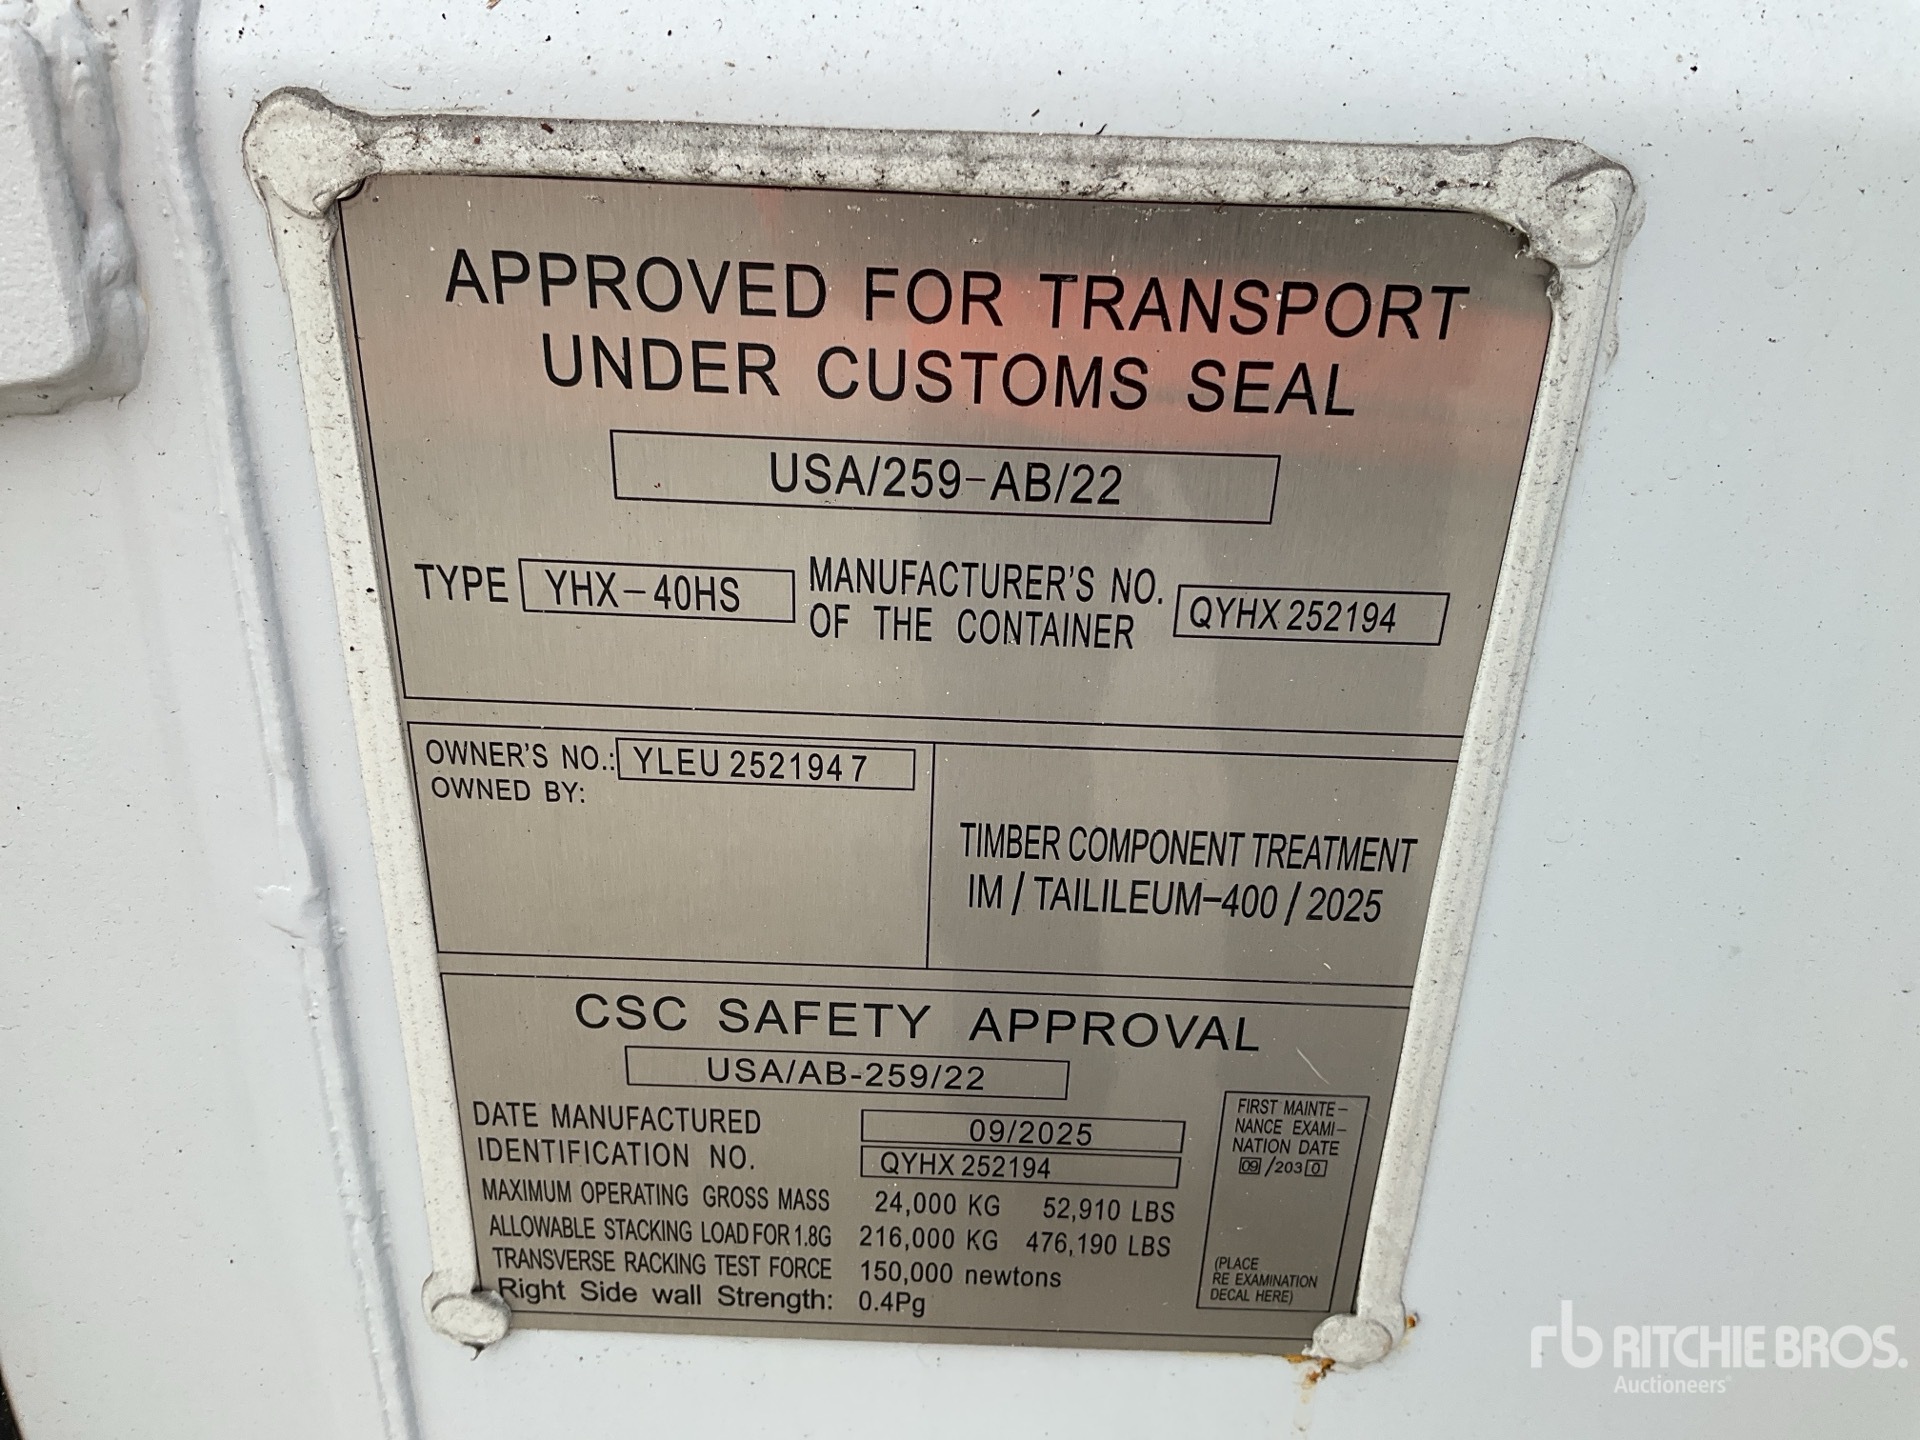 APPROVED FOR TRANSPORT
UNDER CUSTOMS SEAL
USA/259-AB/22
TYPE YHX-40HS MANUFACTURER'S NO. OF THE CONTAINER QYHX 252194
OWNER'S NO.: YLEU 252194 7
OWNED BY:
TIMBER COMPONENT TREATMENT
IM / TAILILEUM-400 / 2025
CSC SAFETY APPROVAL
USA/AB-259/22
DATE MANUFACTURED 09/2025
IDENTIFICATION NO. QYHX 252194
MAXIMUM OPERATING GROSS MASS 24,000 KG 52,910 LBS
ALLOWABLE STACKING LOAD FOR 1.8G 216,000 KG 476,190 LBS
TRANSVERSE RACKING TEST FORCE 150,000 newtons
Right Side wall Strength: 0.4Pg
FIRST MAINTE-
NANCE EXAMI-
NATION DATE
09/2030
(PLACE
RE EXAMINATION
DECAL HERE)
rb RITCHIE BROS.
Auctioneers